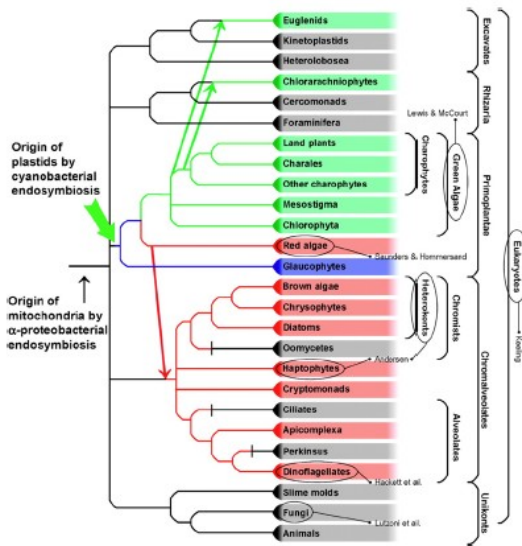 Euglenids
Kinetoplastids
Heterolobosea
Excavates
Chlorarachniophytes
Cercomonads
Foraminifera
Rhizaria
Lewis & McCourt
Land plants
Charales
Other charophytes
Charophytes
Mesostigma
Chlorophyta
Green Algae
Red algae
Saunders & Hommersand
Glaucophytes
Primoplantae
Origin of
plastids by
cyanobacterial
endosymbiosis
Origin of
mitochondria by
α-proteobacterial
endosymbiosis
Brown algae
Chrysophytes
Diatoms
Heterokonts
Oomycetes
Haptophytes
Andersen
Chromists
Cryptomonads
Ciliates
Apicomplexa
Perkinsus
Dinoflagellates
Hackett et al.
Alveolates
Chromalveolates
Slime molds
Fungi
Lutzoni et al.
Animals
Unikonts
Eukaryotes
Keeling